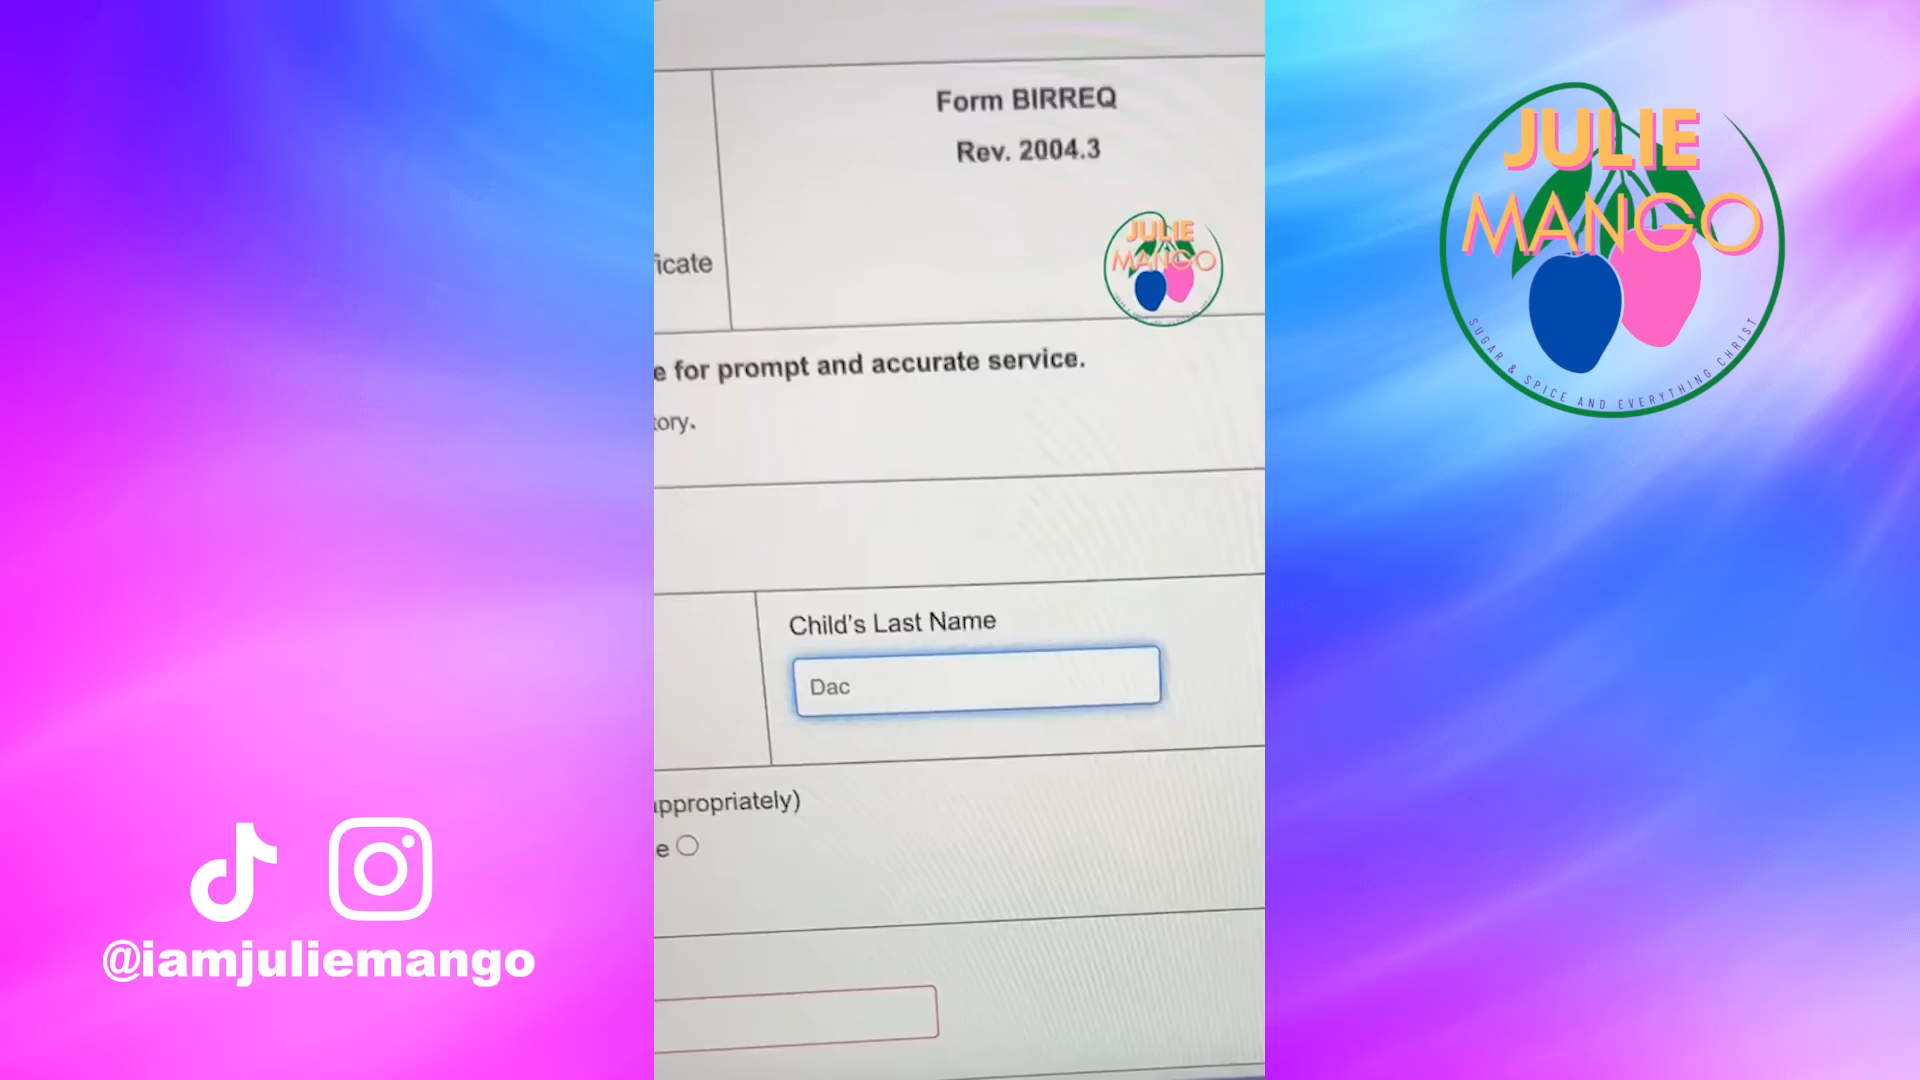 Form BIRREQ
Rev. 2004.3
icate
JULIE
MANGO
e for prompt and accurate service.
tory.
Child's Last Name
Dac
appropriately)
e
@iamjuliemango
JULIE
MANGO
SUGAR & SPICE AND EVERYTHING CHRIST